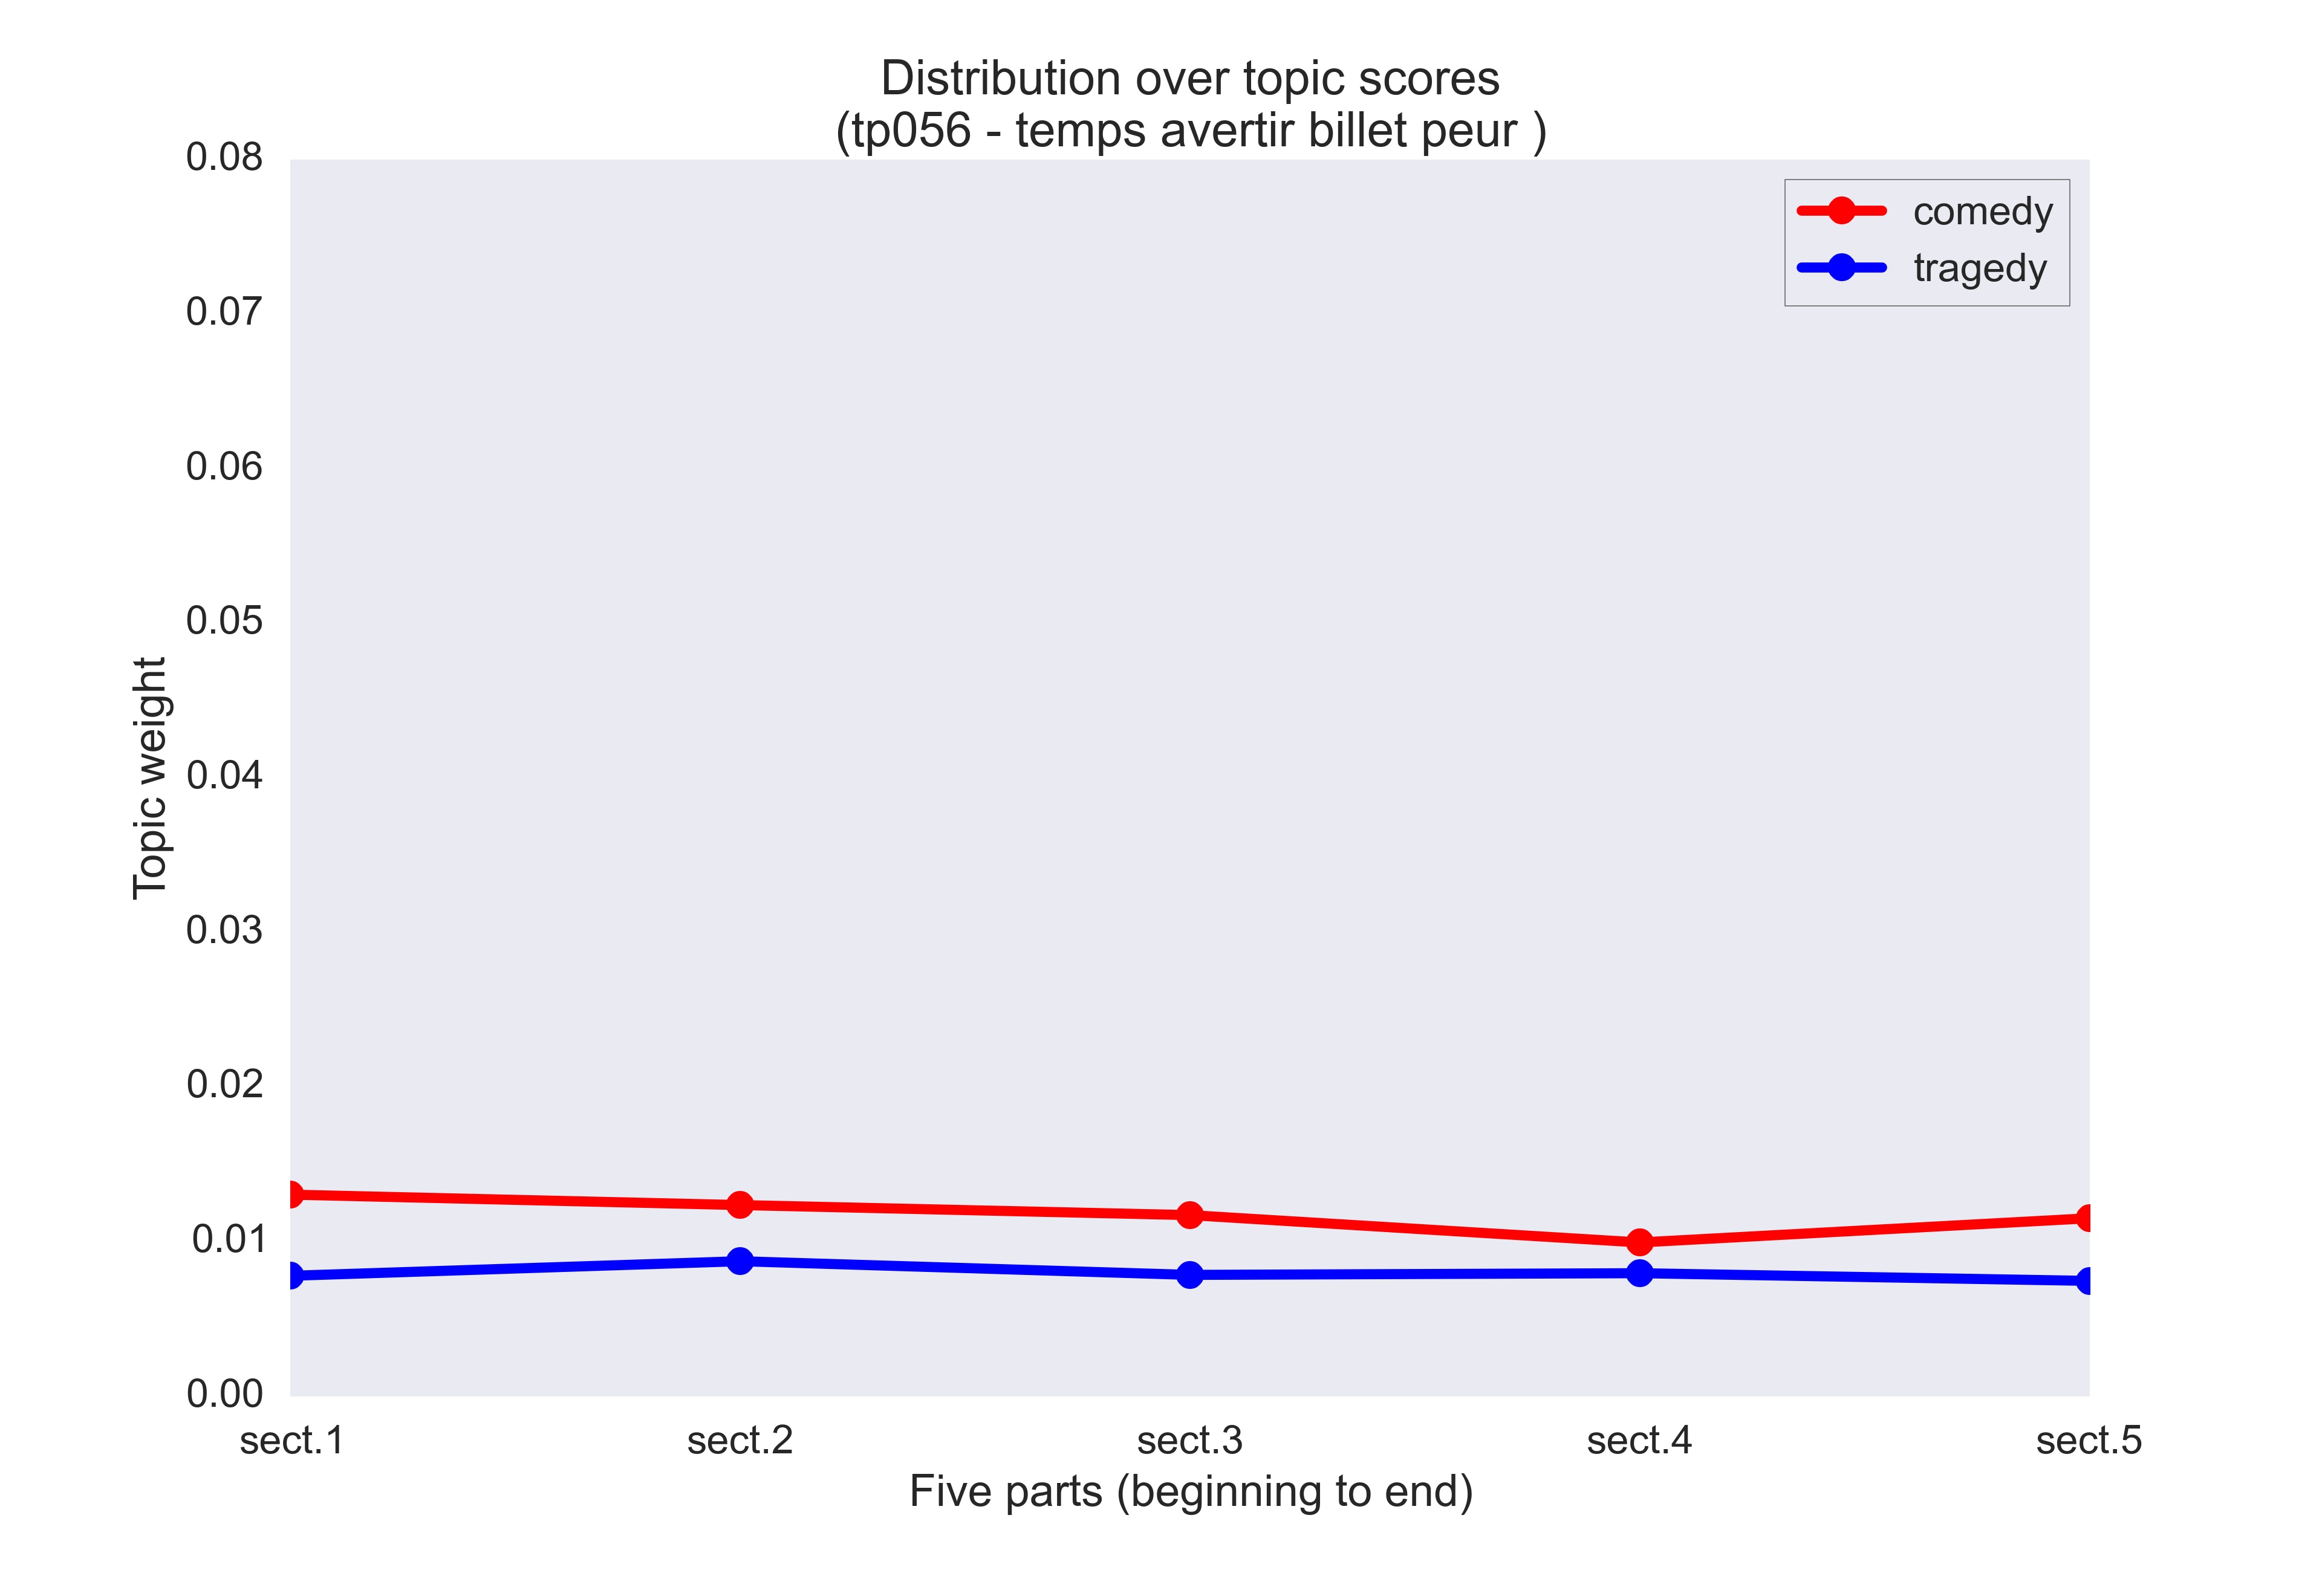 Distribution over topic scores
(tp056 - temps avertir billet peur )
comedy
tragedy
0.08
0.07
0.06
0.05
0.04
0.03
0.02
0.01
0.00
Topic weight
sect.1 sect.2 sect.3 sect.4 sect.5
Five parts (beginning to end)